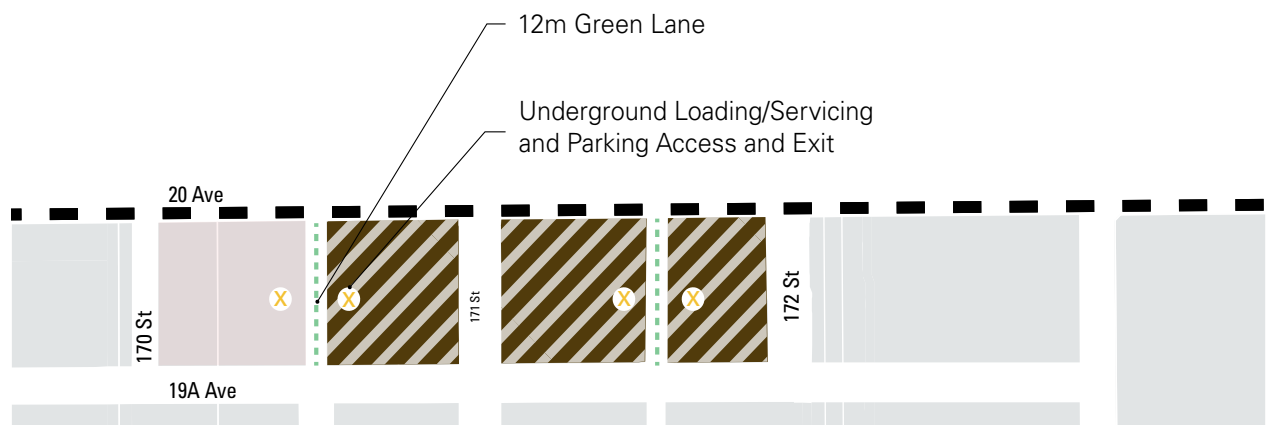 12m Green Lane
Underground Loading/Servicing
and Parking Access and Exit
20 Ave
X
X
X
X
170 St
171 St
172 St
19A Ave